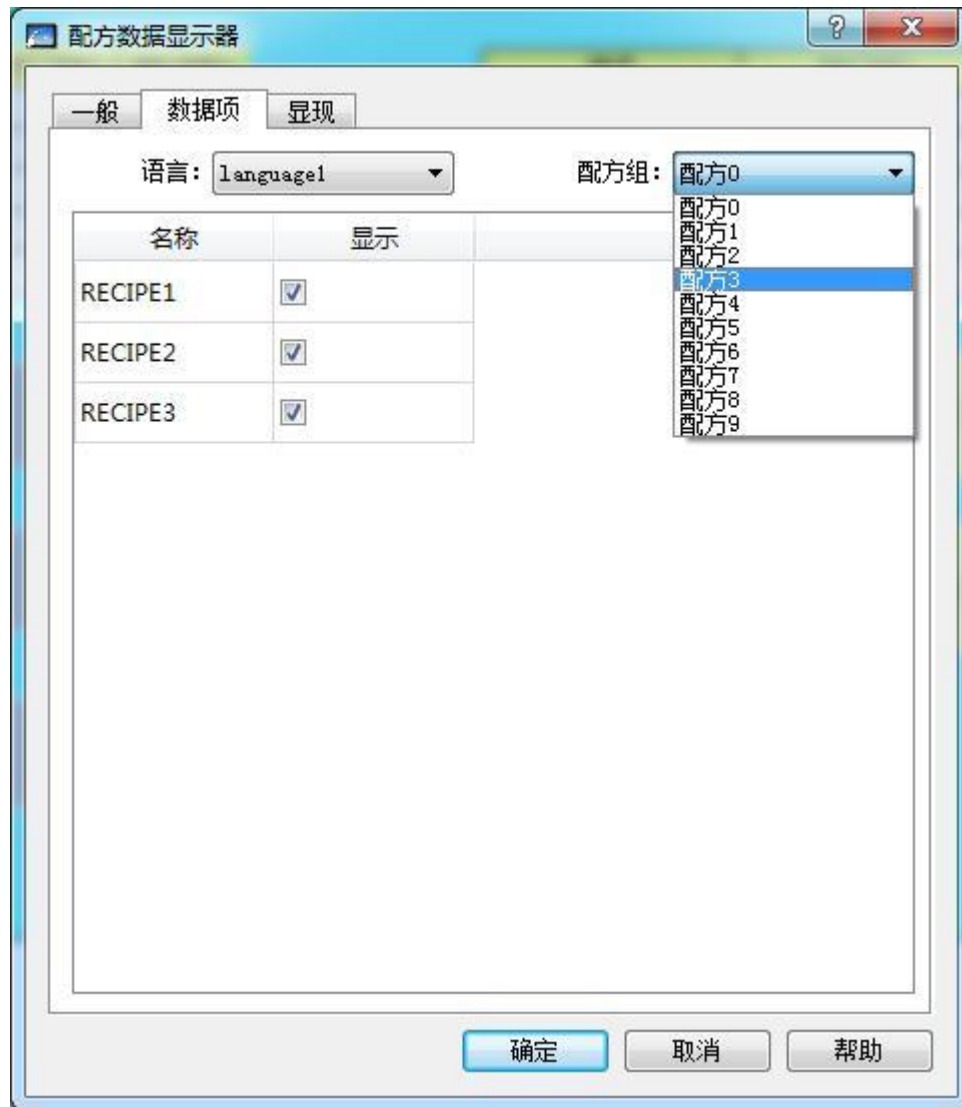 配方数据显示器
一般 数据项 显现
语言: language1 配方组: 配方0
配方0
配方1
配方2
配方3
配方4
配方5
配方6
配方7
配方8
配方9
名称 显示
RECIPE1
RECIPE2
RECIPE3
确定 取消 帮助